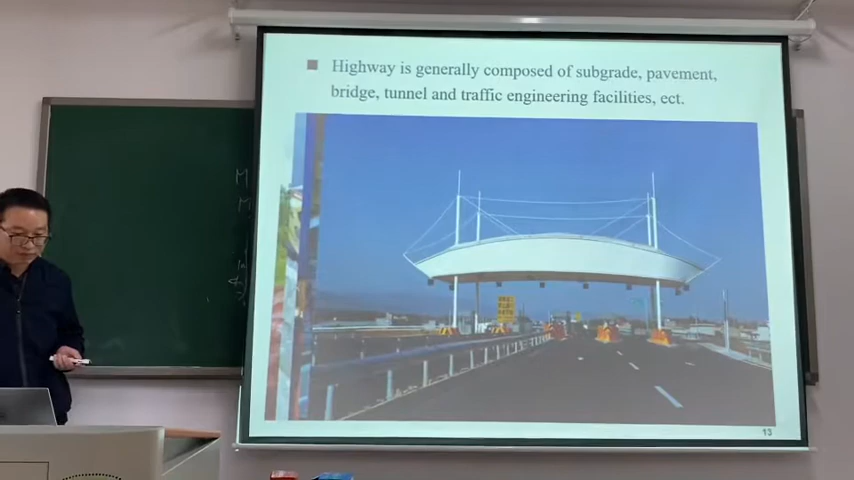 Highway is generally composed of subgrade, pavement,
bridge, tunnel and traffic engineering facilities, ect.
M
M
13